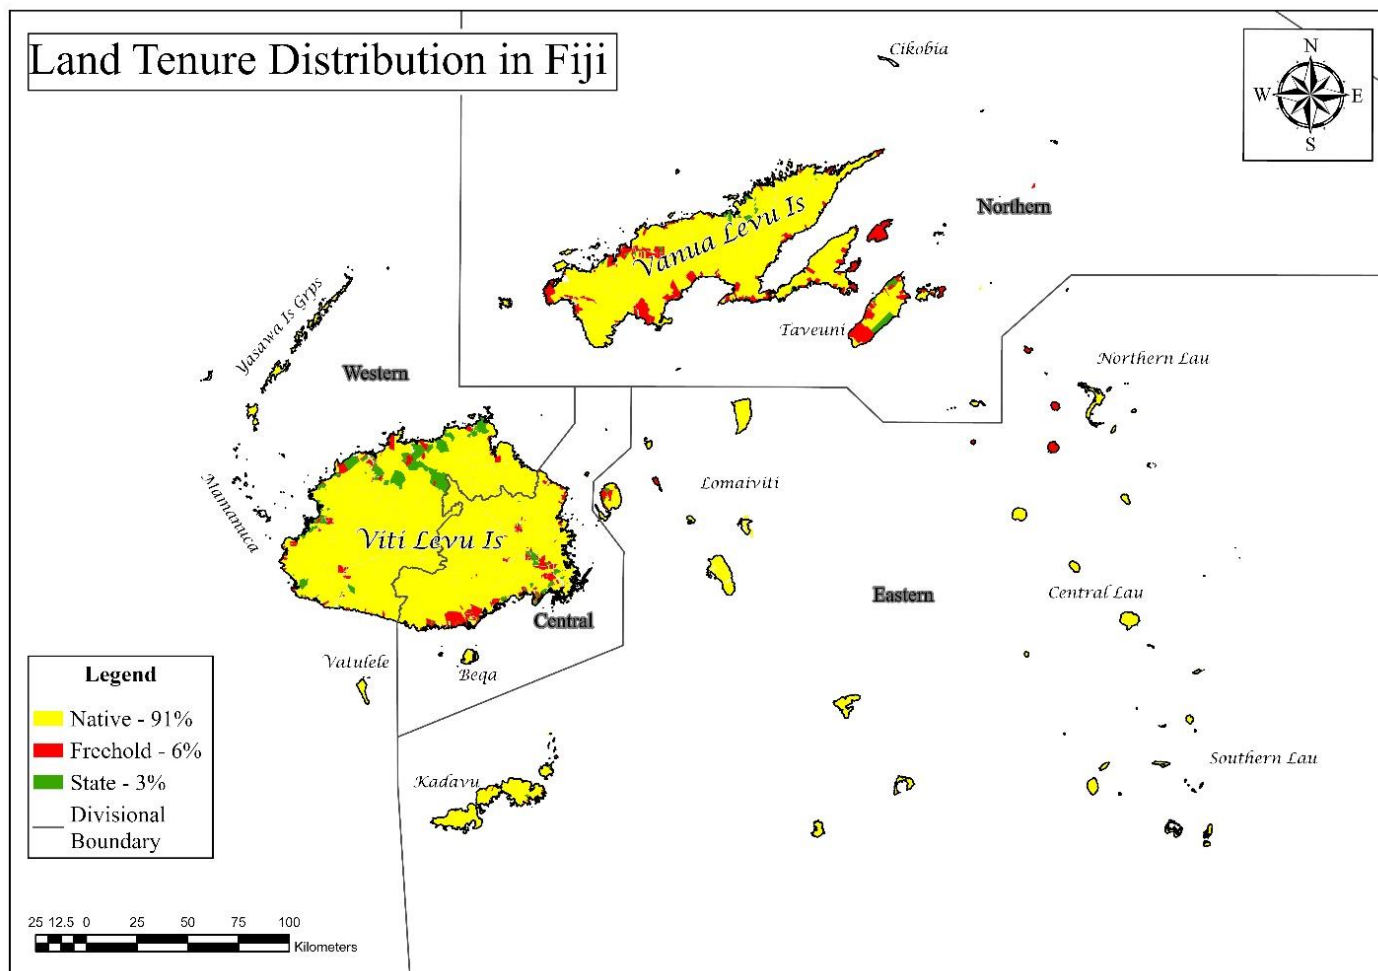 Land Tenure Distribution in Fiji
Cikobia
N
W E
S
Northern
Vanua Levu Is
Taveuni
Yasawa Is Grps
Western
Northern Lau
Mamanuca
Lomaiviti
Viti Levu Is
Eastern
Central Lau
Central
Vatulele
Beqa
Legend
Native - 91%
Freehold - 6%
State - 3%
Divisional
Boundary
Kadavu
Southern Lau
25 12.5 0 25 50 75 100
Kilometers